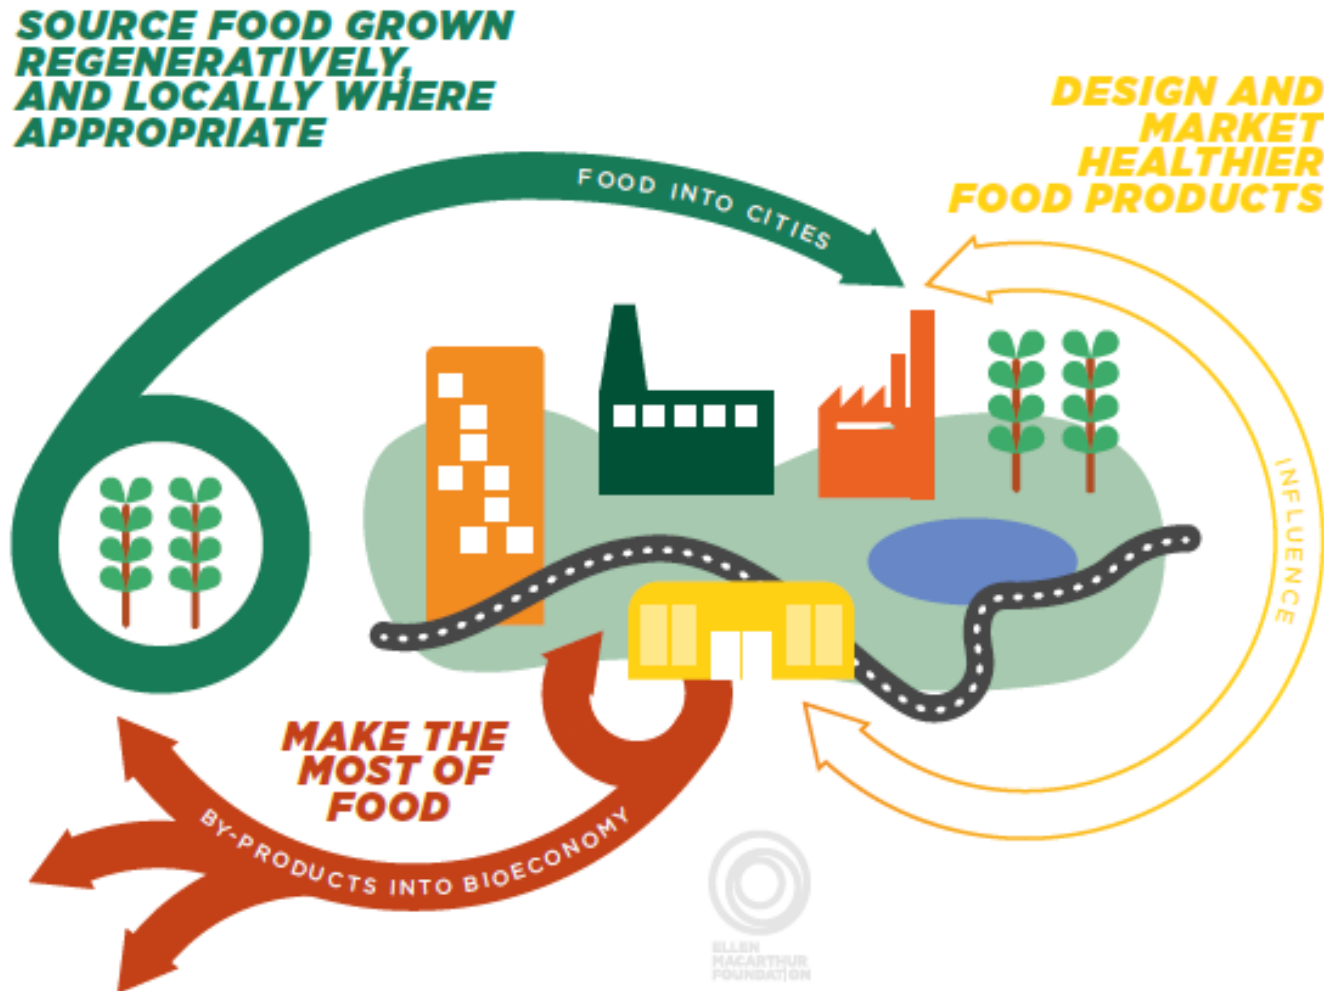 SOURCE FOOD GROWN
REGENERATIVELY,
AND LOCALLY WHERE
APPROPRIATE
DESIGN AND
MARKET
HEALTHIER
FOOD PRODUCTS
FOOD INTO CITIES
INFLUENCE
MAKE THE
MOST OF
FOOD
BY-PRODUCTS INTO BIOECONOMY
ELLEN
MACARTHUR
FOUNDATION